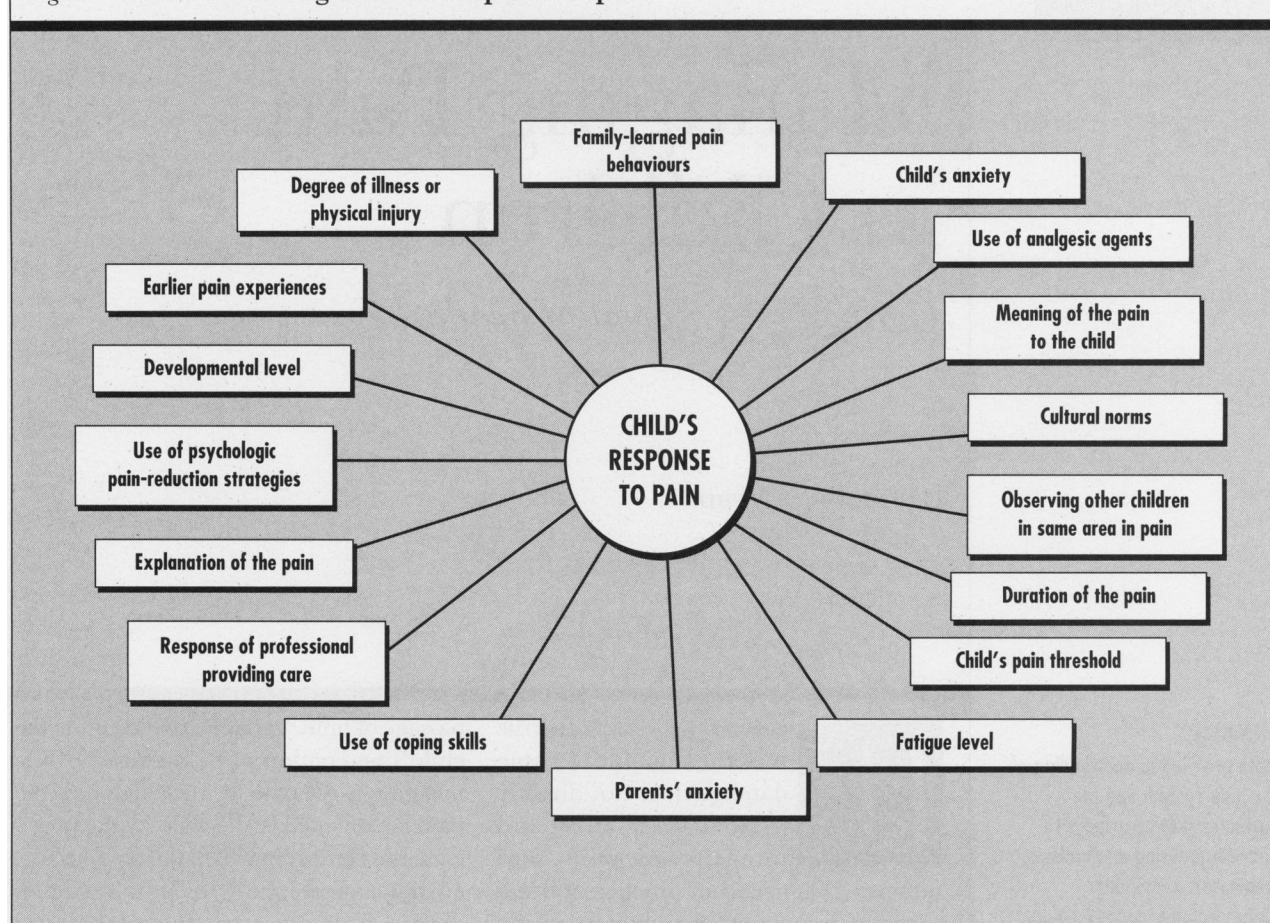 Family-learned pain
behaviours
Child's anxiety
Degree of illness or
physical injury
Use of analgesic agents
Earlier pain experiences
Meaning of the pain
to the child
Developmental level
Cultural norms
CHILD'S
RESPONSE
TO PAIN
Use of psychologic
pain-reduction strategies
Observing other children
in same area in pain
Explanation of the pain
Duration of the pain
Response of professional
providing care
Child's pain threshold
Use of coping skills
Fatigue level
Parents' anxiety